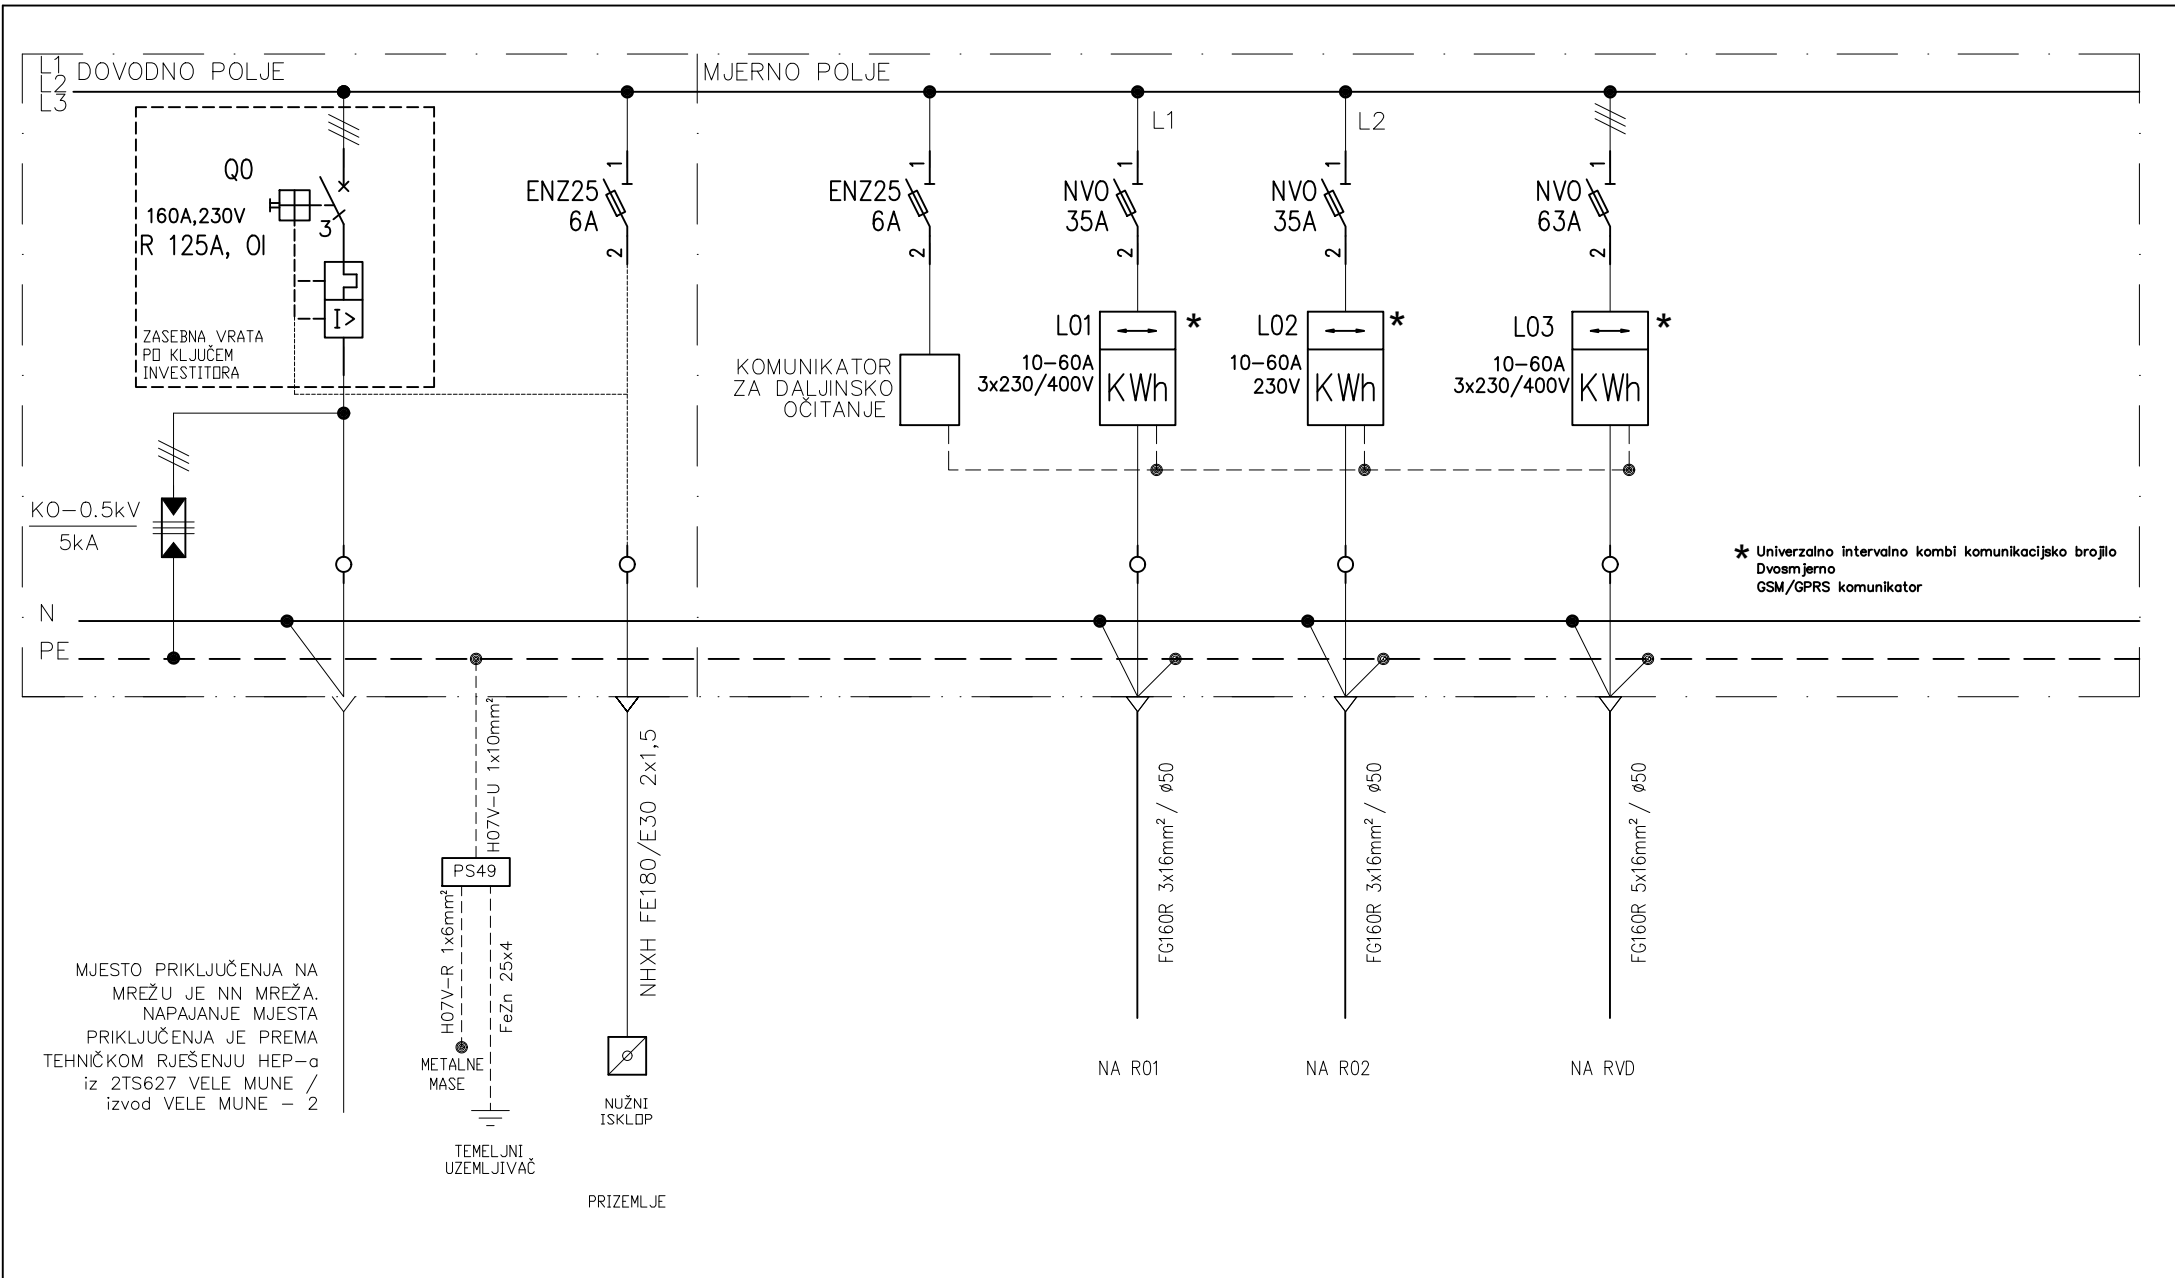 L1
L2
L3
DOVODNO POLJE
MJERNO POLJE
L1
L2
Q0
160A,230V
R 125A, OI
3
I>
ZASEBNA VRATA
PO KLJUČEM
INVESTITORA
ENZ25
6A
1
2
ENZ25
6A
1
2
NVO
35A
1
2
NVO
35A
1
2
NVO
63A
1
2
KOMUNIKATOR
ZA DALJINSKO
OČITANJE
L01
10-60A
3x230/400V
KWh
*
L02
10-60A
230V
KWh
*
L03
10-60A
3x230/400V
KWh
*
KO-0.5kV
5kA
* Univerzalno intervalno kombi komunikacijsko brojilo
Dvosmjerno
GSM/GPRS komunikator
N
PE
H07V-U 1x10mm²
PS49
H07V-R 1x6mm²
FeZn 25x4
METALNE
MASE
TEMELJNI
UZEMLJIVAČ
NHXH FE180/E30 2x1,5
NUŽNI
ISKLOP
PRIZEMLJE
MJESTO PRIKLJUČENJA NA
MREŽU JE NN MREŽA.
NAPAJANJE MJESTA
PRIKLJUČENJA JE PREMA
TEHNIČKOM RJEŠENJU HEP-a
iz 2TS627 VELE MUNE /
izvod VELE MUNE - 2
FG160R 3x16mm² / ø50
FG160R 3x16mm² / ø50
FG160R 5x16mm² / ø50
NA R01
NA R02
NA RVD